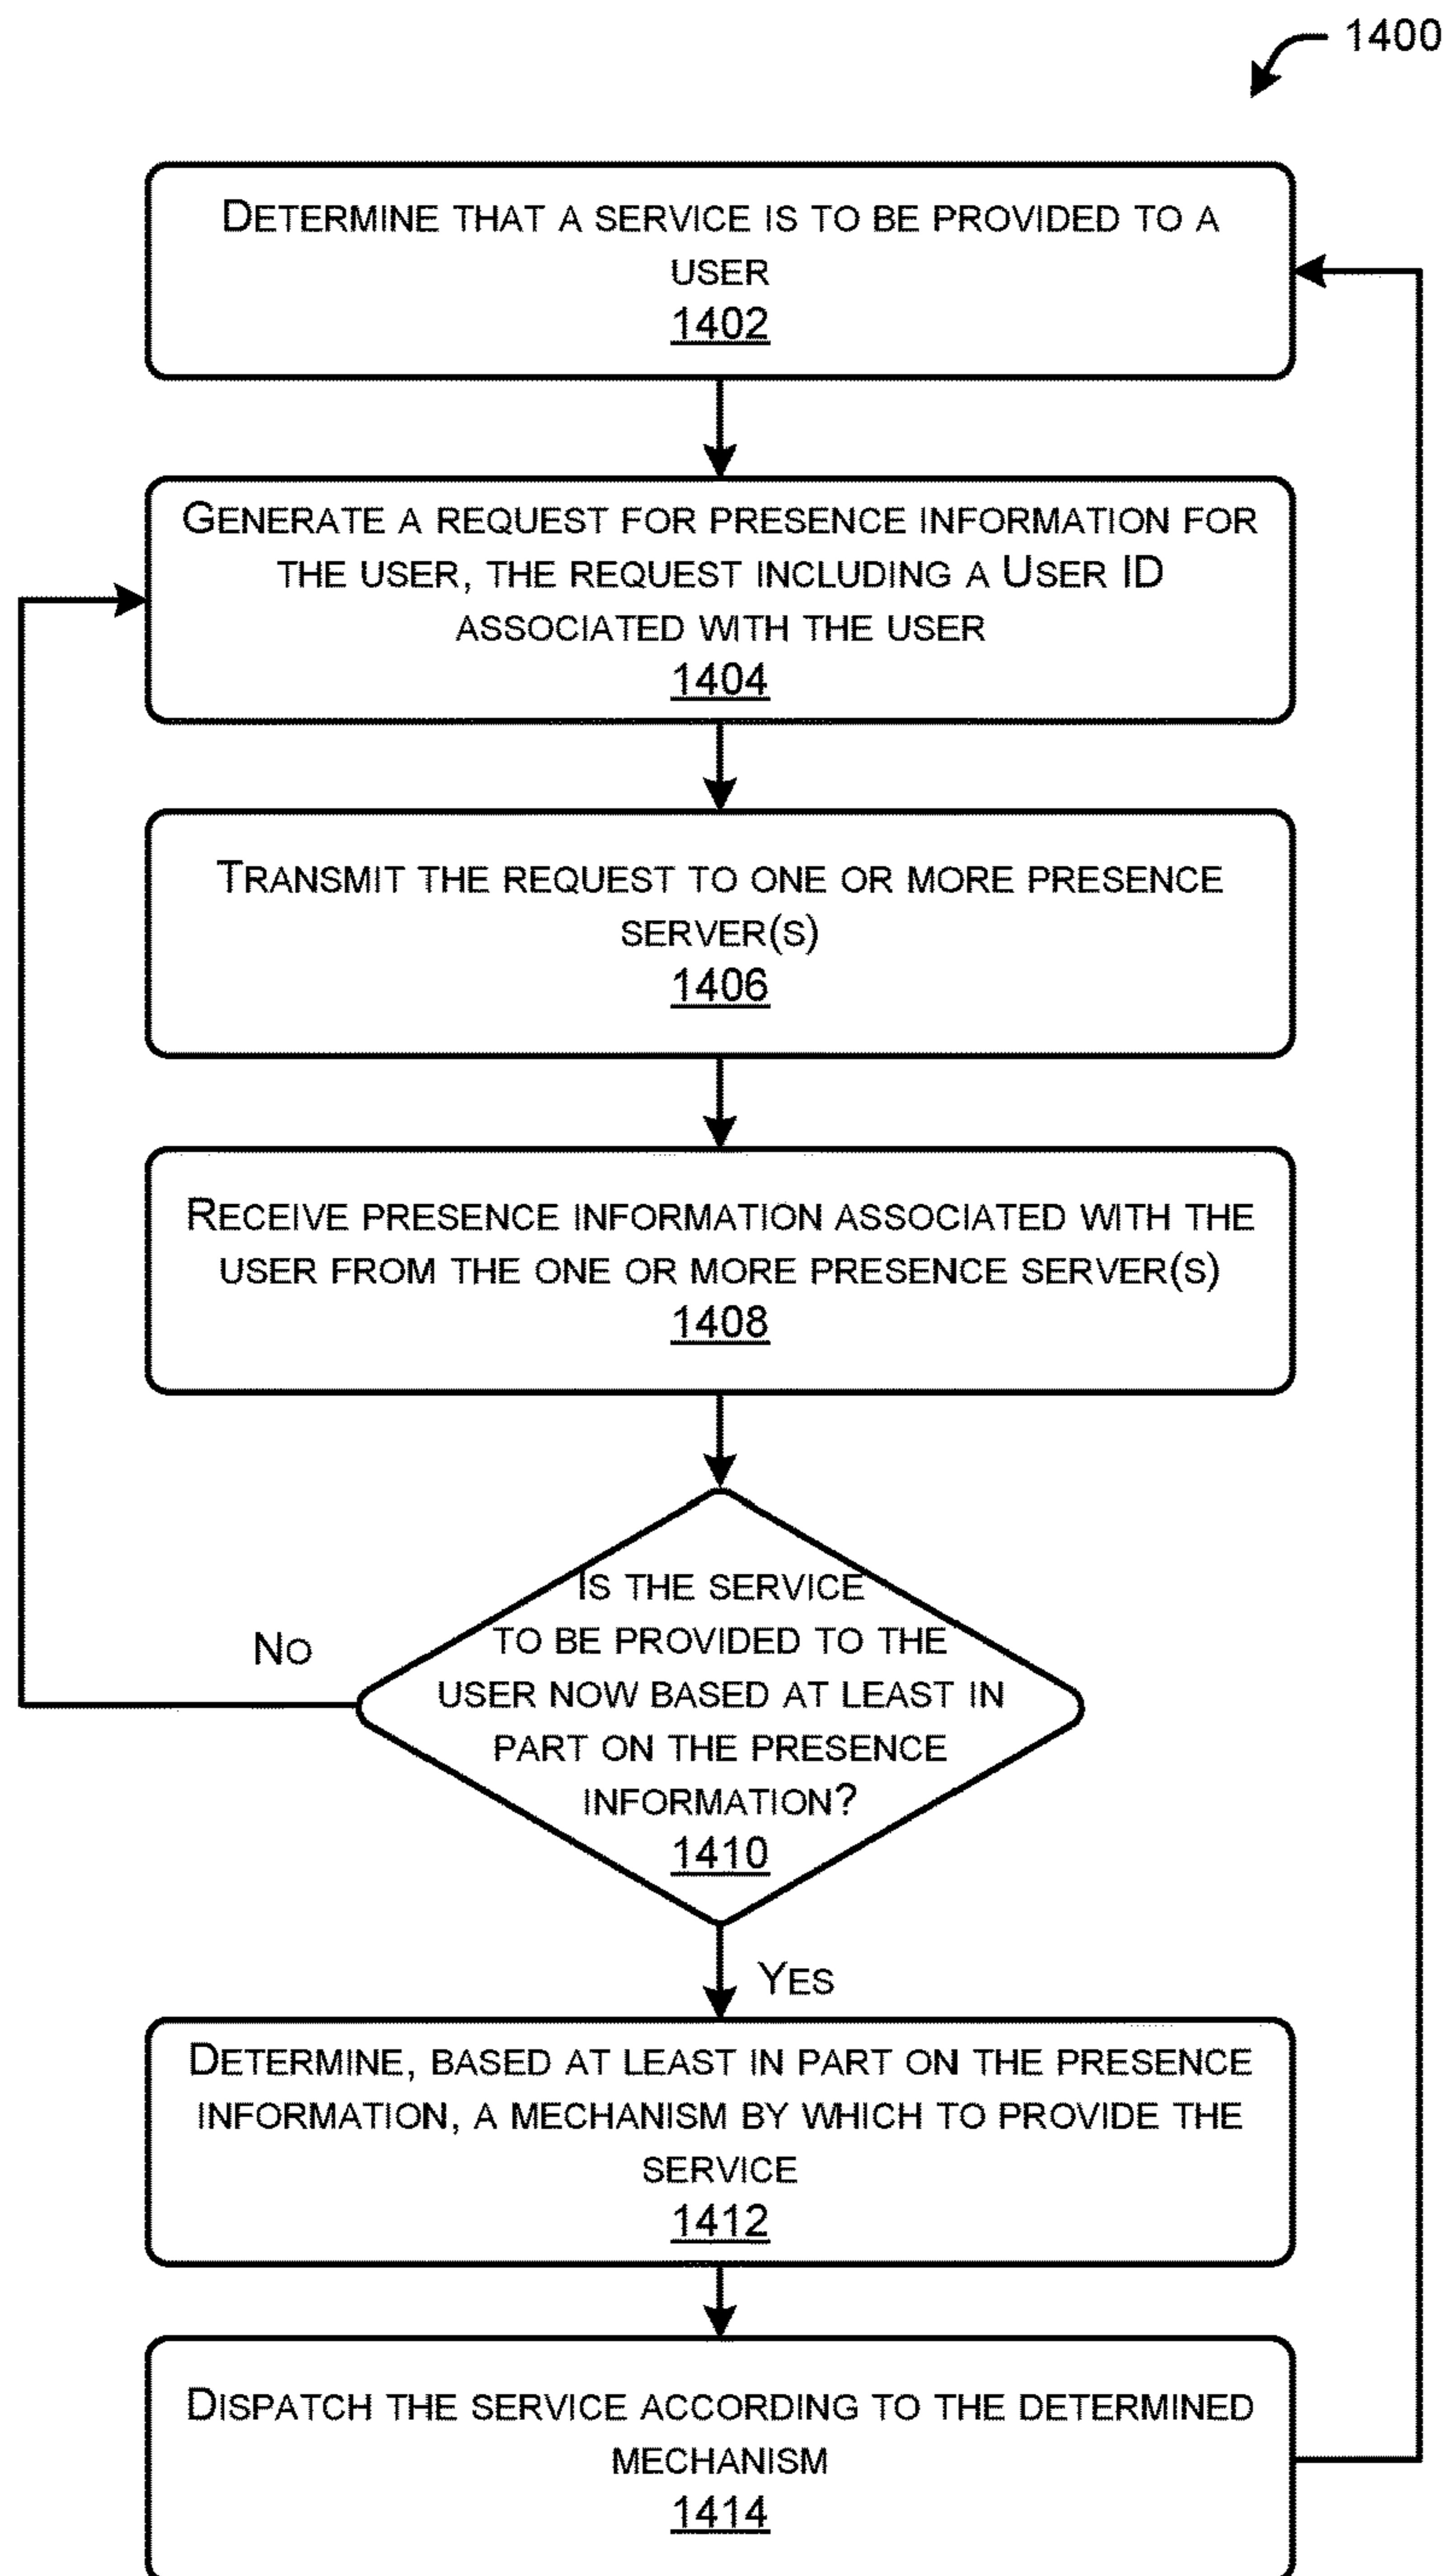 1400
DETERMINE THAT A SERVICE IS TO BE PROVIDED TO A
USER
1402
GENERATE A REQUEST FOR PRESENCE INFORMATION FOR
THE USER, THE REQUEST INCLUDING A USER ID
ASSOCIATED WITH THE USER
1404
TRANSMIT THE REQUEST TO ONE OR MORE PRESENCE
SERVER(S)
1406
RECEIVE PRESENCE INFORMATION ASSOCIATED WITH THE
USER FROM THE ONE OR MORE PRESENCE SERVER(S)
1408
IS THE SERVICE
TO BE PROVIDED TO THE
USER NOW BASED AT LEAST IN
PART ON THE PRESENCE
INFORMATION?
1410
NO
YES
DETERMINE, BASED AT LEAST IN PART ON THE PRESENCE
INFORMATION, A MECHANISM BY WHICH TO PROVIDE THE
SERVICE
1412
DISPATCH THE SERVICE ACCORDING TO THE DETERMINED
MECHANISM
1414